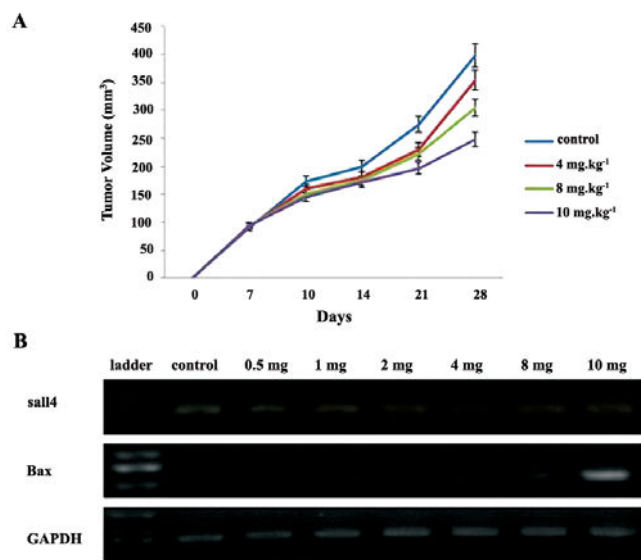 A
Tumor Volume (mm³)
450
400
350
300
250
200
150
100
50
0
0 7 10 14 21 28
Days
control
4 mg.kg⁻¹
8 mg.kg⁻¹
10 mg.kg⁻¹
B
ladder control 0.5 mg 1 mg 2 mg 4 mg 8 mg 10 mg
sall4
Bax
GAPDH